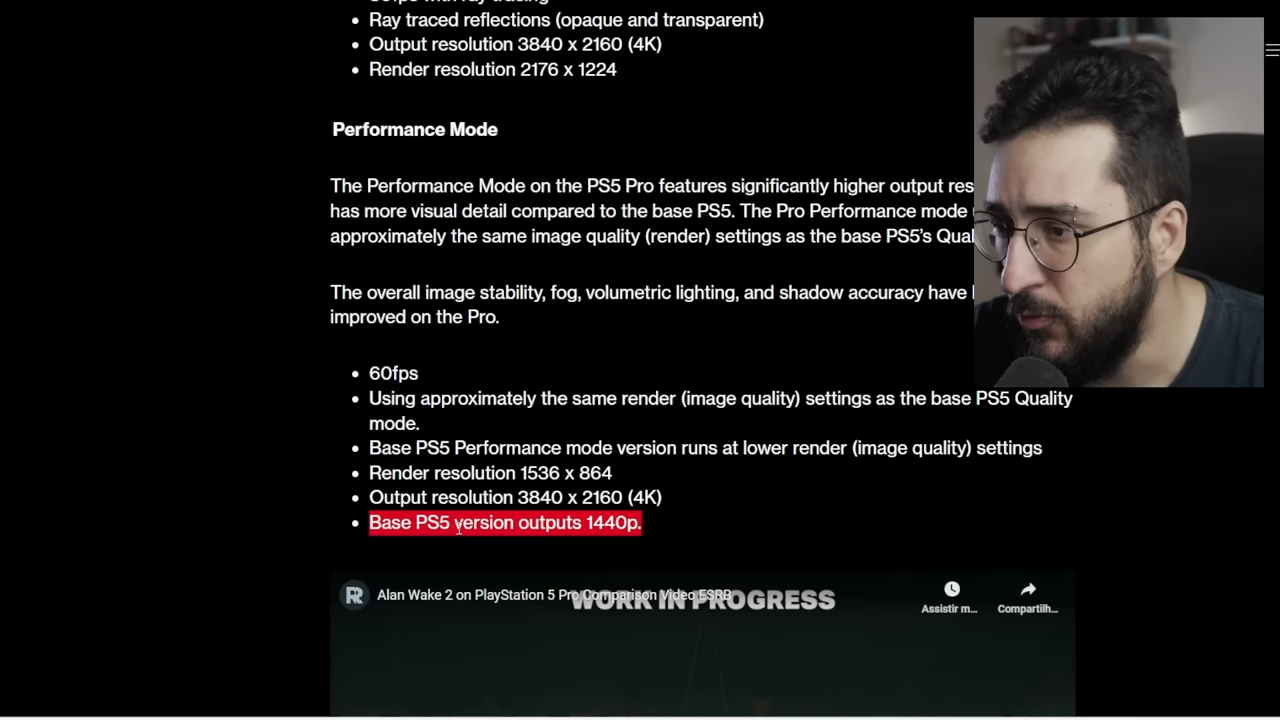 Ray traced reflections (opaque and transparent)
Output resolution 3840 x 2160 (4K)
Render resolution 2176 x 1224
Performance Mode
The Performance Mode on the PS5 Pro features significantly higher output
has more visual detail compared to the base PS5. The Pro Performance mode
approximately the same image quality (render) settings as the base PS5's
The overall image stability, fog, volumetric lighting, and shadow accuracy have
improved on the Pro.
60fps
Using approximately the same render (image quality) settings as the base PS5 Quality
mode.
Base PS5 Performance mode version runs at lower render (image quality) settings
Render resolution 1536 x 864
Output resolution 3840 x 2160 (4K)
Base PS5 version outputs 1440p.
Alan Wake 2 on PlayStation 5 Pro Comparison Video ESRB
WORK IN PROGRESS
Assistir m...
Compartilh...